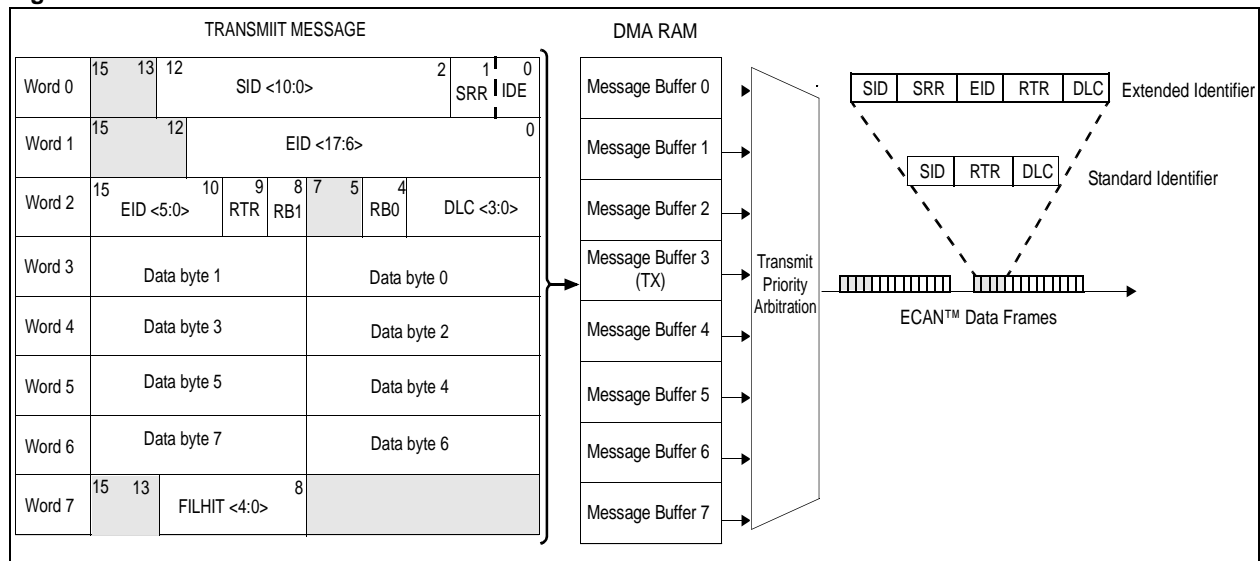 TRANSMIIT MESSAGE
DMA RAM
Word 0
15 13 12 SID <10:0> 2 1 0
SRR IDE
Word 1
15 12 EID <17:6> 0
Word 2
15 EID <5:0> 10 9 RTR 8 RB1 7 5 4 RB0 DLC <3:0>
Word 3
Data byte 1
Data byte 0
Word 4
Data byte 3
Data byte 2
Word 5
Data byte 5
Data byte 4
Word 6
Data byte 7
Data byte 6
Word 7
15 13 FILHIT <4:0> 8
Message Buffer 0
Message Buffer 1
Message Buffer 2
Message Buffer 3
(TX)
Message Buffer 4
Message Buffer 5
Message Buffer 6
Message Buffer 7
Transmit
Priority
Arbitration
SID SRR EID RTR DLC Extended Identifier
SID RTR DLC Standard Identifier
ECAN™ Data Frames